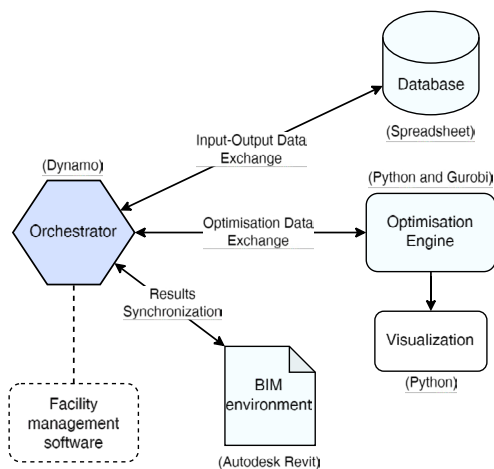 Database
(Spreadsheet)
Input-Output Data
Exchange
(Dynamo)
Orchestrator
(Python and Gurobi)
Optimisation
Engine
Optimisation Data
Exchange
Results
Synchronization
Visualization
(Python)
BIM
environment
(Autodesk Revit)
Facility
management
software